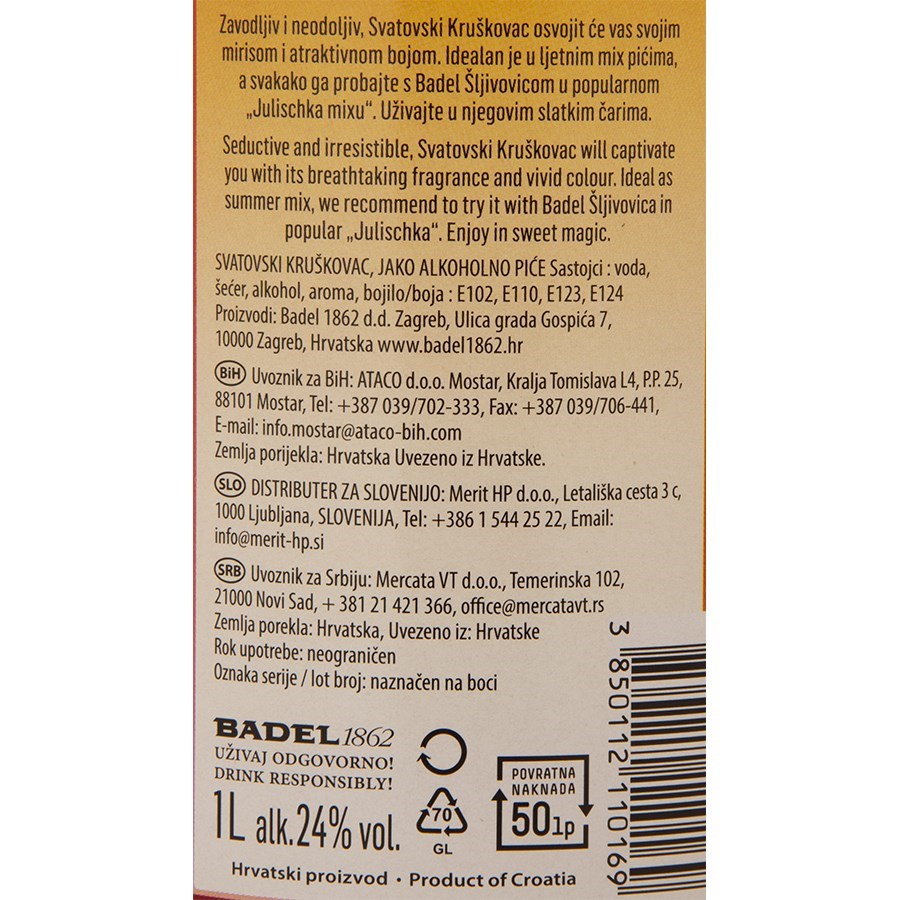 Zavodljiv i neodoljiv, Svatovski Kruškovac osvojit će vas svojim
mirisom i atraktivnom bojom. Idealan je u ljetnim mix pićima,
a svakako ga probajte s Badel Šljivovicom u popularnom
„Julischka mixu“. Uživajte u njegovim slatkim čarima.
Seductive and irresistible, Svatovski Kruškovac will captivate
you with its breathtaking fragrance and vivid colour. Ideal as
summer mix, we recommend to try it with Badel Šljivovica in
popular „Julischka“. Enjoy in sweet magic.
SVATOVSKI KRUŠKOVAC, JAKO ALKOHOLNO PIĆE Sastojci : voda,
šećer, alkohol, aroma, bojilo/boja : E102, E110, E123, E124
Proizvodi: Badel 1862 d.d. Zagreb, Ulica grada Gospića 7,
10000 Zagreb, Hrvatska www.badel1862.hr
BiH Uvoznik za BiH: ATACO d.o.o. Mostar, Kralja Tomislava L4, P.P. 25,
88101 Mostar, Tel: +387 039/702-333, Fax: +387 039/706-441,
E-mail: info.mostar@ataco-bih.com
Zemlja porijekla: Hrvatska Uvezeno iz Hrvatske.
SLO DISTRIBUTER ZA SLOVENIJO: Merit HP d.o.o., Letališka cesta 3 c,
1000 Ljubljana, SLOVENIJA, Tel: +386 1 544 25 22, Email:
info@merit-hp.si
SRB Uvoznik za Srbiju: Mercata VT d.o.o., Temerinska 102,
21000 Novi Sad, + 381 21 421 366, office@mercatavt.rs
Zemlja porekla: Hrvatska, Uvezeno iz: Hrvatske
Rok upotrebe: neograničen
Oznaka serije / lot broj: naznačen na boci
BADEL 1862
UŽIVAJ ODGOVORNO!
DRINK RESPONSIBLY!
1L alk.24% vol.
70
GL
POVRATNA
NAKNADA
50lp
Hrvatski proizvod • Product of Croatia
3 850112 110169